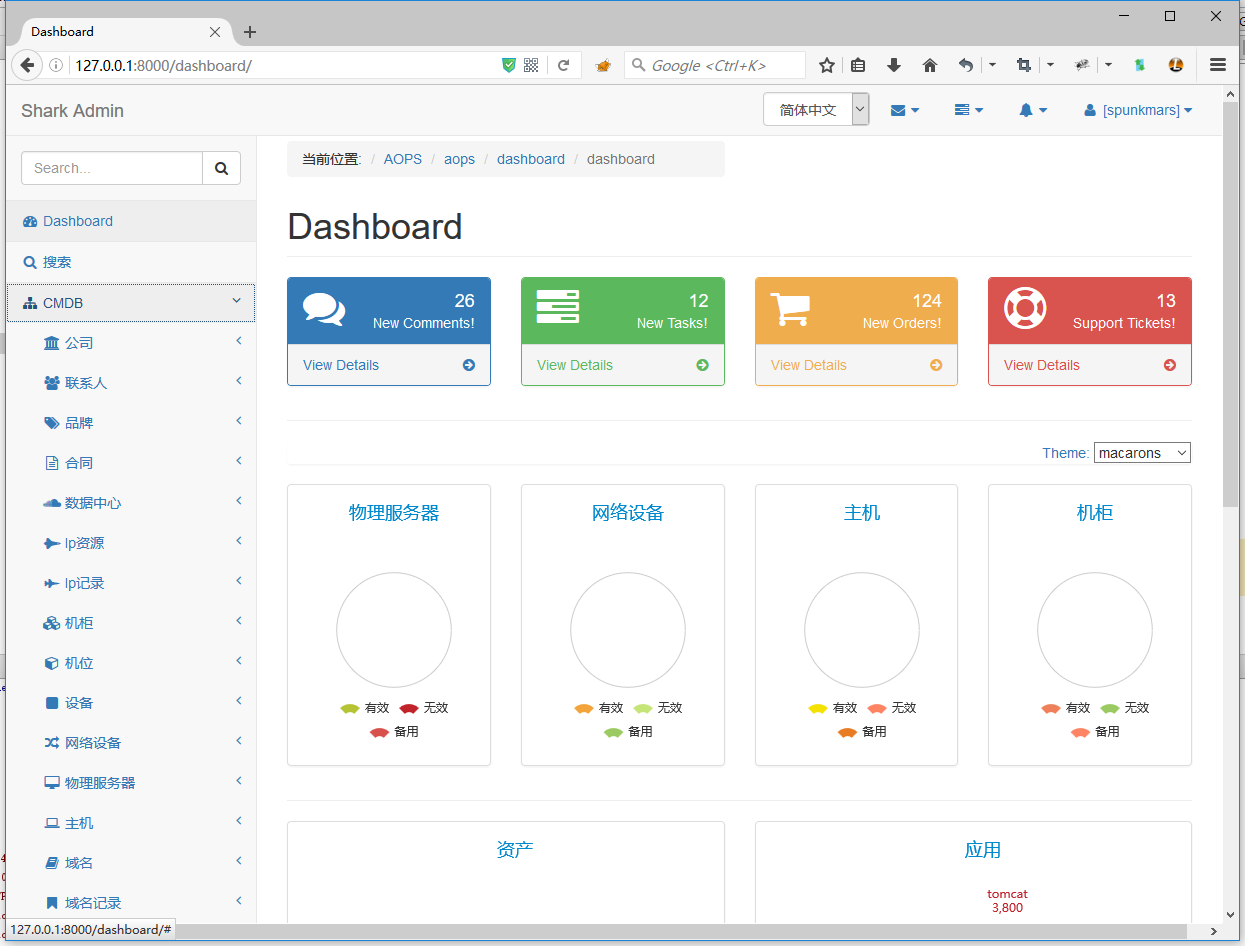 Dashboard
127.0.0.1:8000/dashboard/
Google <Ctrl+K>
Shark Admin
简体中文
[spunkmars]
Search...
当前位置: / AOPS / aops / dashboard / dashboard
Dashboard
搜索
CMDB
公司
联系人
品牌
合同
数据中心
Ip资源
Ip记录
机柜
机位
设备
网络设备
物理服务器
主机
域名
域名记录
Dashboard
26
New Comments!
View Details
12
New Tasks!
View Details
124
New Orders!
View Details
13
Support Tickets!
View Details
Theme: macarons
物理服务器
有效 无效
备用
网络设备
有效 无效
备用
主机
有效 无效
备用
机柜
有效 无效
备用
资产
应用
tomcat
3,800
127.0.0.1:8000/dashboard/#